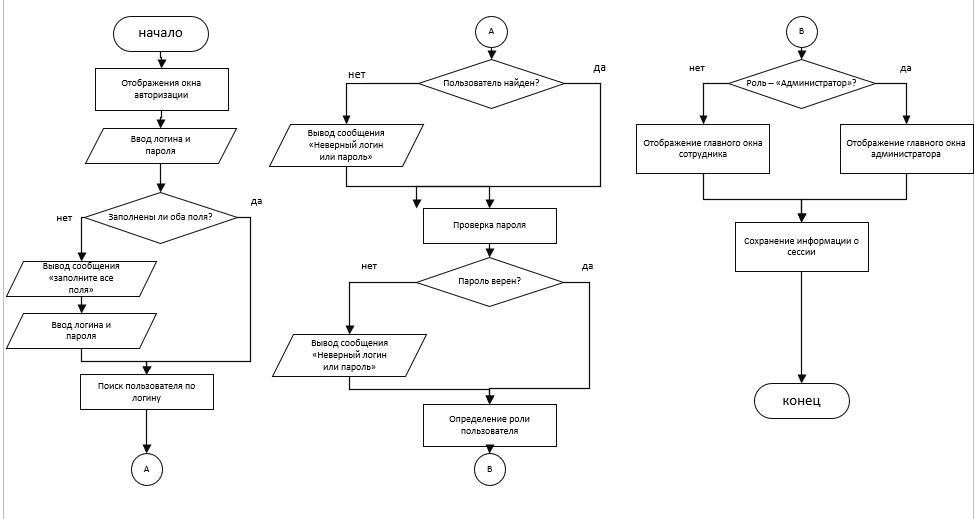 начало
Отображения окна
авторизации
Ввод логина и
пароля
Заполнены ли оба поля?
нет
да
Вывод сообщения
«заполните все
поля»
Ввод логина и
пароля
Поиск пользователя по
логину
А
А
Пользователь найден?
нет
да
Вывод сообщения
«Неверный логин
или пароль»
Проверка пароля
Пароль верен?
нет
да
Вывод сообщения
«Неверный логин
или пароль»
Определение роли
пользователя
В
В
Роль – «Администратор»?
нет
да
Отображение главного окна
сотрудника
Отображение главного окна
администратора
Сохранение информации о
сессии
конец